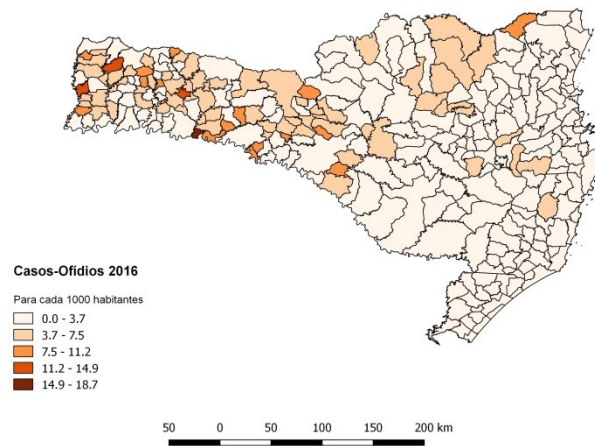 Casos-Ofídios 2016
Para cada 1000 habitantes
0.0 - 3.7
3.7 - 7.5
7.5 - 11.2
11.2 - 14.9
14.9 - 18.7
50 0 50 100 150 200 km